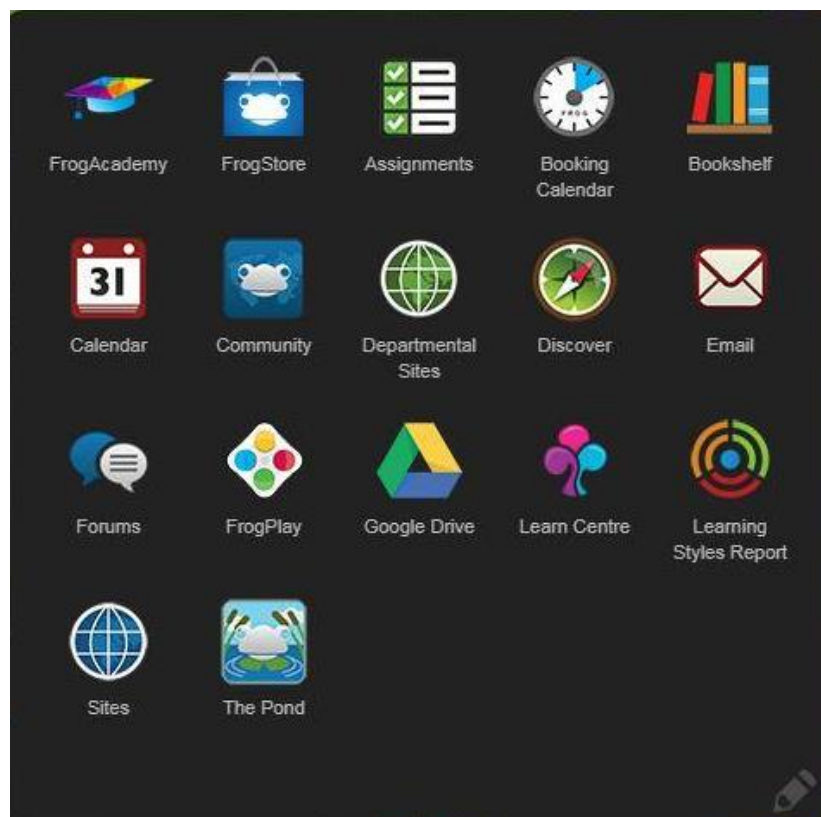 FrogAcademy
FrogStore
Assignments
FROG
Booking
Calendar
Bookshelf
31
Calendar
Community
Departmental
Sites
Discover
Email
Forums
FrogPlay
Google Drive
Learn Centre
Learning
Styles Report
Sites
The Pond